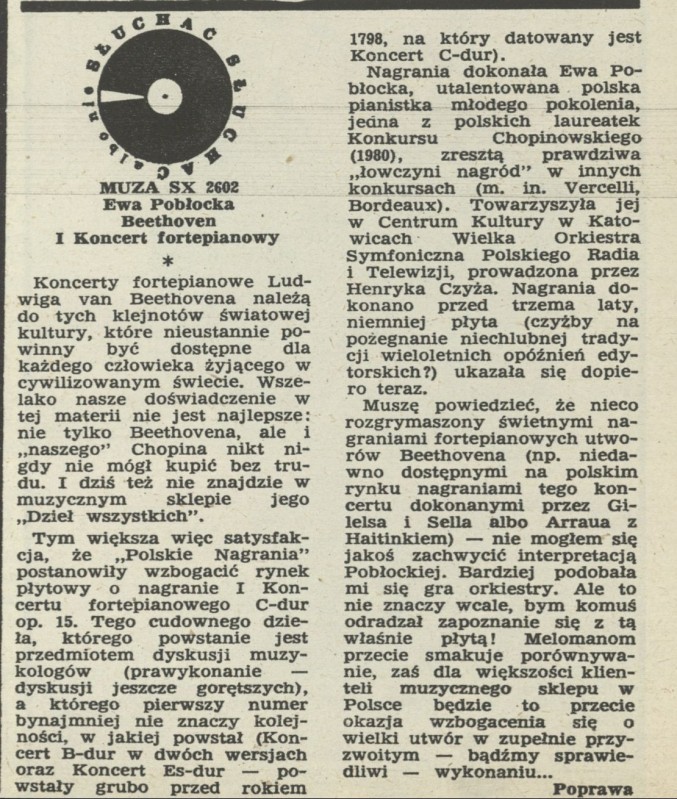 SŁUCHAĆ
albo nie
SŁUCHAĆ
MUZA SX 2602
Ewa Pobłocka
Beethoven
I Koncert fortepianowy
*
Koncerty fortepianowe Lud-
wiga van Beethovena należą
do tych klejnotów światowej
kultury, które nieustannie po-
winny być dostępne dla
każdego człowieka żyjącego w
cywilizowanym świecie. Wsze-
lako nasze doświadczenie w
tej materii nie jest najlepsze:
nie tylko Beethovena, ale i
„naszego” Chopina nikt ni-
gdy nie mógł kupić bez tru-
du. I dziś też nie znajdzie w
muzycznym sklepie jego
„Dzieł wszystkich”.
Tym większa więc satysfak-
cja, że „Polskie Nagrania”
postanowiły wzbogacić rynek
płytowy o nagranie I Kon-
certu fortepianowego C-dur
op. 15. Tego cudownego dzie-
ła, którego powstanie jest
przedmiotem dyskusji muzy-
kologów (prawykonanie —
dyskusji jeszcze gorętszych),
a którego pierwszy numer
bynajmniej nie znaczy kolej-
ności, w jakiej powstał (Kon-
cert B-dur w dwóch wersjach
oraz Koncert Es-dur — po-
wstały grubo przed rokiem
1798, na który datowany jest
Koncert C-dur).
Nagrania dokonała Ewa Po-
błocka, utalentowana polska
pianistka młodego pokolenia,
jedna z polskich laureatek
Konkursu Chopinowskiego
(1980), zresztą prawdziwa
„łowczyni nagród” w innych
konkursach (m. in. Vercelli,
Bordeaux). Towarzyszyła jej
w Centrum Kultury w Kato-
wicach Wielka Orkiestra
Symfoniczna Polskiego Radia
i Telewizji, prowadzona przez
Henryka Czyża. Nagrania do-
konano przed trzema laty,
niemniej płyta (czyżby na
pożegnanie niechlubnej trady-
cji wieloletnich opóźnień edy-
torskich?) ukazała się dopie-
ro teraz.
Muszę powiedzieć, że nieco
rozgrymaszony świetnymi na-
graniami fortepianowych utwo-
rów Beethovena (np. nieda-
wno dostępnymi na polskim
rynku nagraniami tego kon-
certu dokonanymi przez Gi-
lelsa i Sella albo Arraua z
Haitinkiem) — nie mogłem się
jakoś zachwycić interpretacją
Pobłockiej. Bardziej podobała
mi się gra orkiestry. Ale to
nie znaczy wcale, bym komuś
odradzał zapoznanie się z tą
właśnie płytą! Melomanom
przecie smakuje porównywa-
nie, zaś dla większości klien-
teli muzycznego sklepu w
Polsce będzie to przecie
okazja wzbogacenia się o
wielki utwór w zupełnie przy-
zwoitym — bądźmy sprawie-
dliwi — wykonaniu...
Poprawa